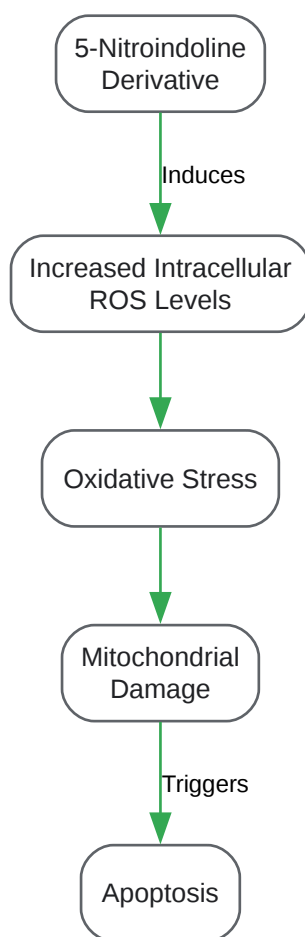 5-Nitroindoline
Derivative
Induces
Increased Intracellular
ROS Levels
Oxidative Stress
Mitochondrial
Damage
Triggers
Apoptosis